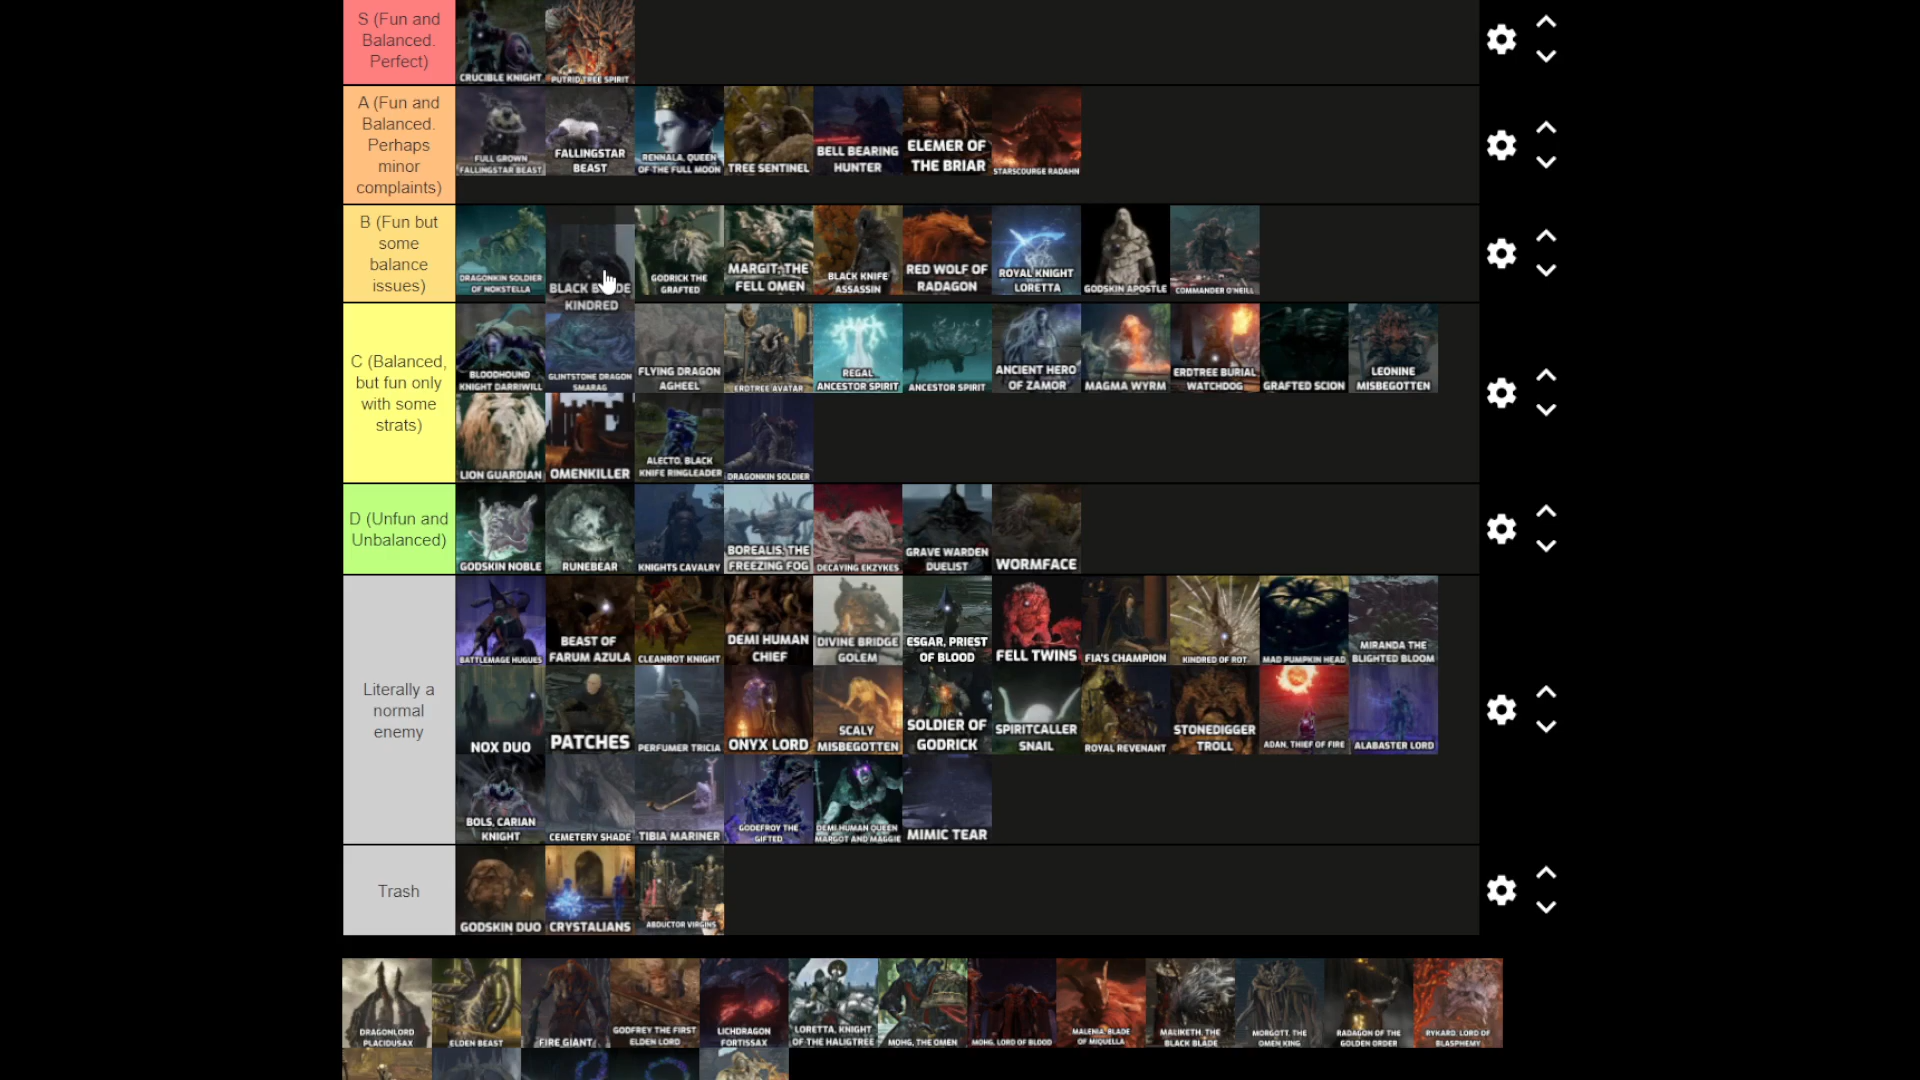 S (Fun and
Balanced.
Perfect)
CRUCIBLE KNIGHT
PUTRID TREE SPIRIT
A (Fun and
Balanced.
Perhaps
minor
complaints)
FULL GROWN
FALLINGSTAR BEAST
FALLINGSTAR
BEAST
RENNALA, QUEEN
OF THE FULL MOON
TREE SENTINEL
BELL BEARING
HUNTER
ELEMER OF
THE BRIAR
STARSCOURGE RADAHN
B (Fun but
some
balance
issues)
DRAGONKIN SOLDIER
OF NOKSTELLA
BLACK BLADE
KINDRED
GODRICK THE
GRAFTED
MARGIT, THE
FELL OMEN
BLACK KNIFE
ASSASSIN
RED WOLF OF
RADAGON
ROYAL KNIGHT
LORETTA
GODSKIN APOSTLE
COMMANDER O'NEILL
C (Balanced,
but fun only
with some
strats)
BLOODHOUND
KNIGHT DARRIWILL
GLINTSTONE DRAGON
SMARAG
FLYING DRAGON
AGHEEL
ERDTREE AVATAR
REGAL
ANCESTOR SPIRIT
ANCESTOR SPIRIT
ANCIENT HERO
OF ZAMOR
MAGMA WYRM
ERDTREE BURIAL
WATCHDOG
GRAFTED SCION
LEONINE
MISBEGOTTEN
LION GUARDIAN
OMENKILLER
ALECTO, BLACK
KNIFE RINGLEADER
DRAGONKIN SOLDIER
D (Unfun and
Unbalanced)
GODSKIN NOBLE
RUNEBEAR
KNIGHTS CAVALRY
BOREALIS, THE
FREEZING FOG
DECAYING EKZYKES
GRAVE WARDEN
DUELIST
WORMFACE
Literally a
normal
enemy
BATTLEMAGE HUGUES
BEAST OF
FARUM AZULA
CLEANROT KNIGHT
DEMI HUMAN
CHIEF
DIVINE BRIDGE
GOLEM
ESGAR, PRIEST
OF BLOOD
FELL TWINS
FIA'S CHAMPION
KINDRED OF ROT
MAD PUMPKIN HEAD
MIRANDA THE
BLIGHTED BLOOM
NOX DUO
PATCHES
PERFUMER TRICIA
ONYX LORD
SCALY
MISBEGOTTEN
SOLDIER OF
GODRICK
SPIRITCALLER
SNAIL
ROYAL REVENANT
STONEDIGGER
TROLL
ADAN, THIEF OF FIRE
ALABASTER LORD
BOLS, CARIAN
KNIGHT
CEMETERY SHADE
TIBIA MARINER
GODEFROY THE
GIFTED
DEMI HUMAN QUEEN
MARGOT AND MAGGIE
MIMIC TEAR
Trash
GODSKIN DUO
CRYSTALIANS
ABDUCTOR VIRGINS
DRAGONLORD
PLACIDUSAX
ELDEN BEAST
FIRE GIANT
GODFREY THE FIRST
ELDEN LORD
LICHDRAGON
FORTISSAX
LORETTA, KNIGHT
OF THE HALIGTREE
MOHG, THE OMEN
MOHG, LORD OF BLOOD
MALENIA, BLADE
OF MIQUELLA
MALIKETH, THE
BLACK BLADE
MORGOTT, THE
OMEN KING
RADAGON OF THE
GOLDEN ORDER
RYKARD, LORD OF
BLASPHEMY